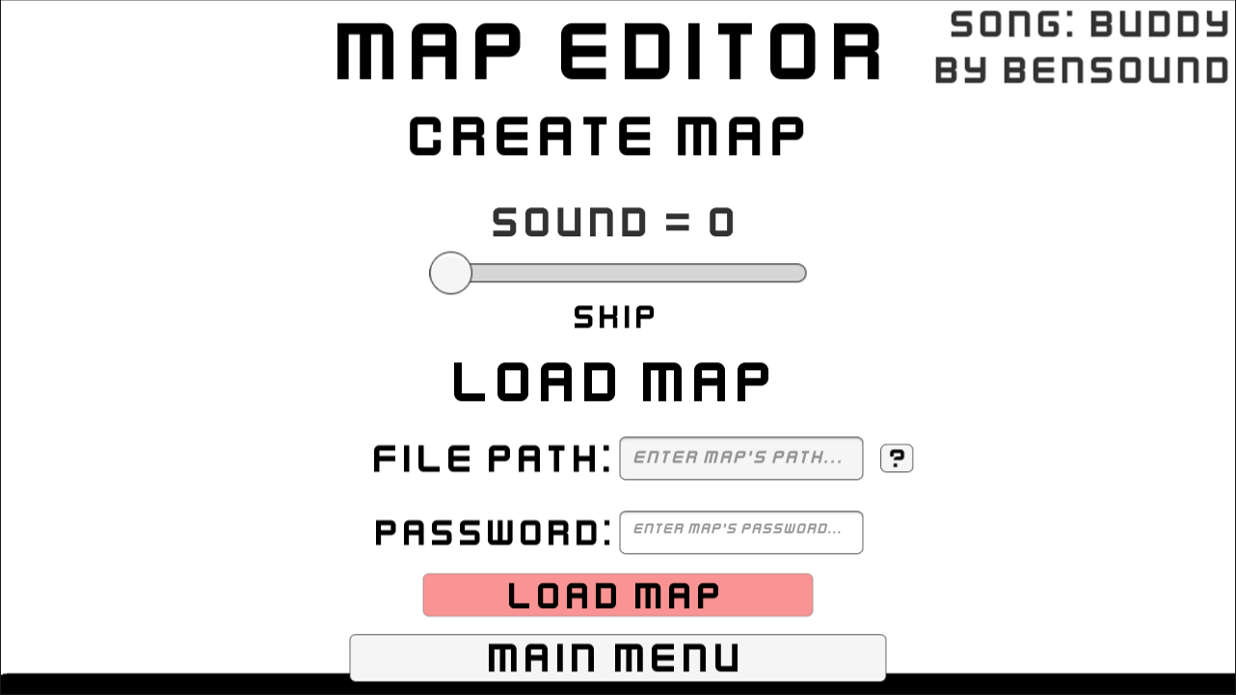 MAP EDITOR
SONG: BUDDY
BY BENSOUND
CREATE MAP
SOUND = 0
SKIP
LOAD MAP
FILE PATH: ENTER MAP'S PATH... ?
PASSWORD: ENTER MAP'S PASSWORD...
LOAD MAP
MAIN MENU